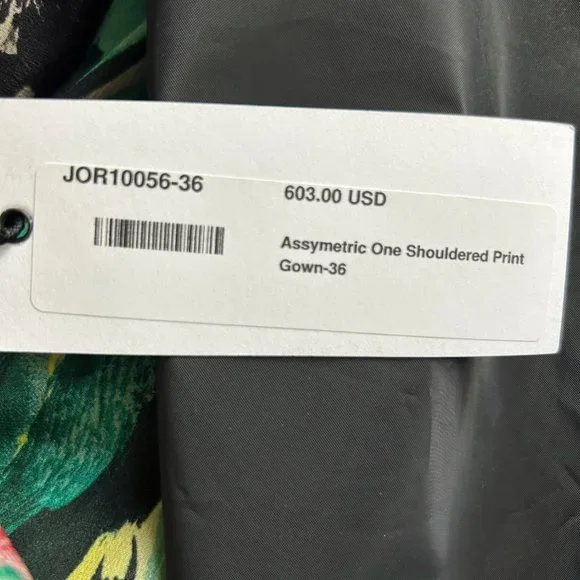 JOR10056-36
603.00 USD
Assymetric One Shouldered Print
Gown-36